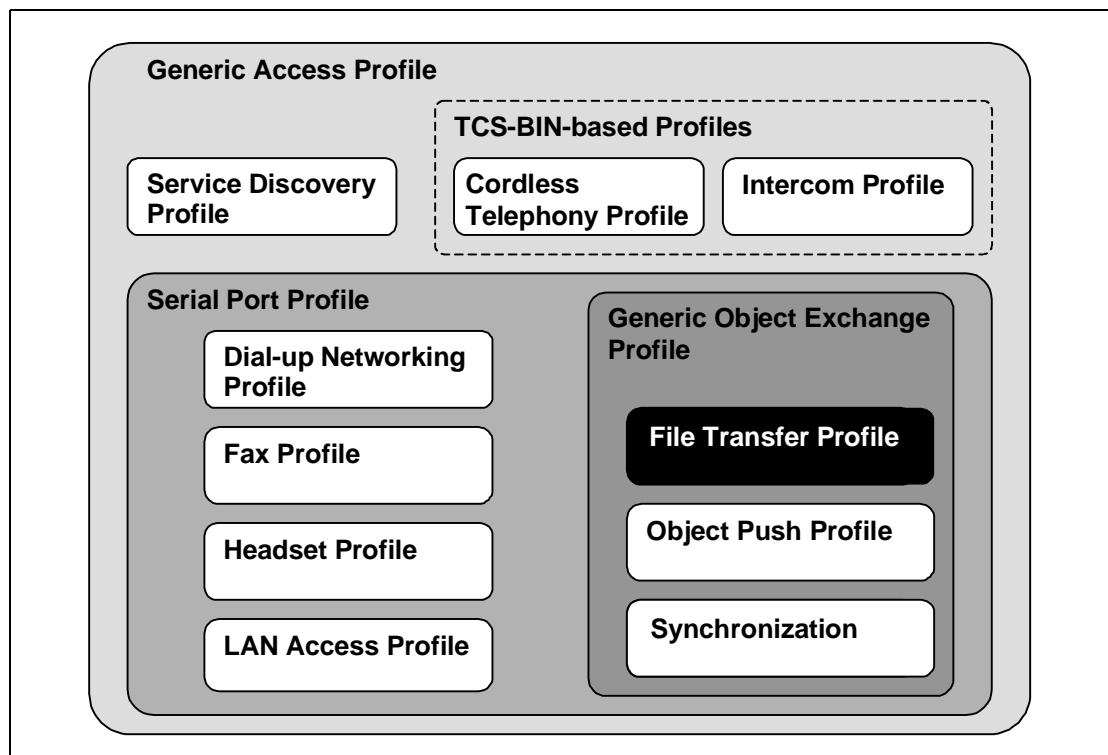 Generic Access Profile
TCS-BIN-based Profiles
Service Discovery
Profile
Cordless
Telephony Profile
Intercom Profile
Serial Port Profile
Generic Object Exchange
Profile
Dial-up Networking
Profile
Fax Profile
Headset Profile
LAN Access Profile
File Transfer Profile
Object Push Profile
Synchronization